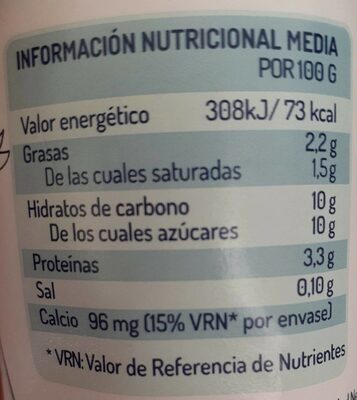 INFORMACIÓN NUTRICIONAL MEDIA
POR 100 G
Valor energético 308kJ/ 73 kcal
Grasas 2,2 g
De las cuales saturadas 1,5g
Hidratos de carbono 10 g
De los cuales azúcares 10 g
Proteínas 3,3 g
Sal 0,10 g
Calcio 96 mg (15% VRN* por envase)
* VRN: Valor de Referencia de Nutrientes